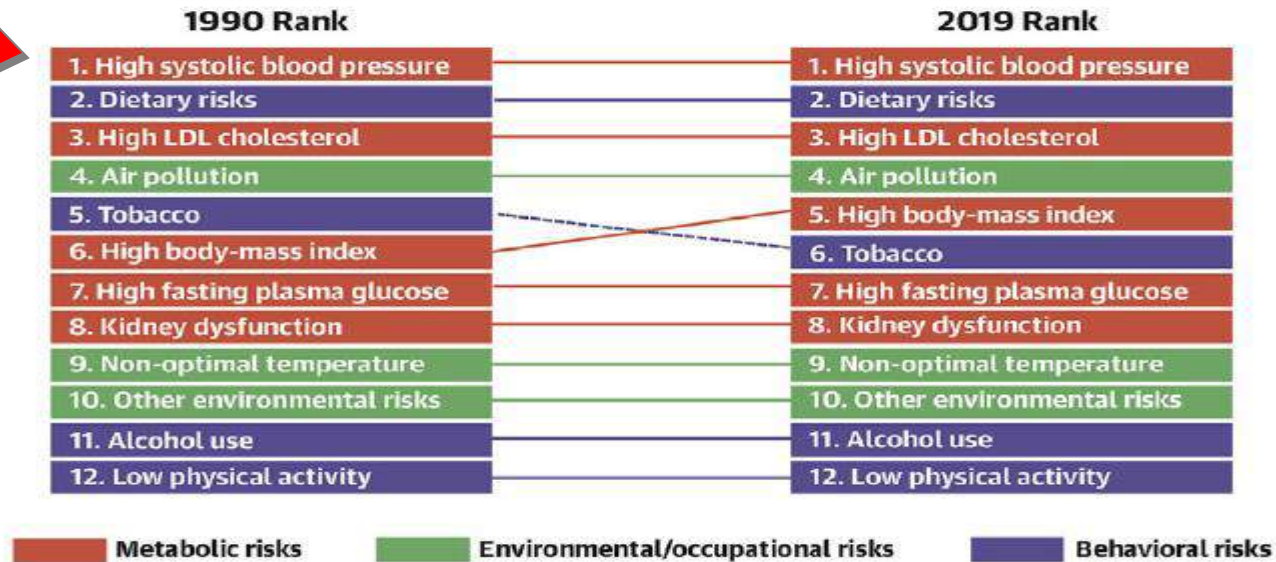 1990 Rank
2019 Rank
1. High systolic blood pressure
1. High systolic blood pressure
2. Dietary risks
2. Dietary risks
3. High LDL cholesterol
3. High LDL cholesterol
4. Air pollution
4. Air pollution
5. Tobacco
5. High body-mass index
6. High body-mass index
6. Tobacco
7. High fasting plasma glucose
7. High fasting plasma glucose
8. Kidney dysfunction
8. Kidney dysfunction
9. Non-optimal temperature
9. Non-optimal temperature
10. Other environmental risks
10. Other environmental risks
11. Alcohol use
11. Alcohol use
12. Low physical activity
12. Low physical activity
Metabolic risks
Environmental/occupational risks
Behavioral risks